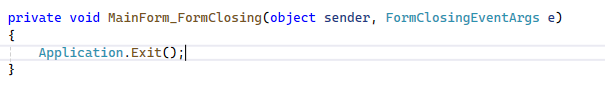 private void MainForm_FormClosing(object sender, FormClosingEventArgs e)
{
    Application.Exit();
}